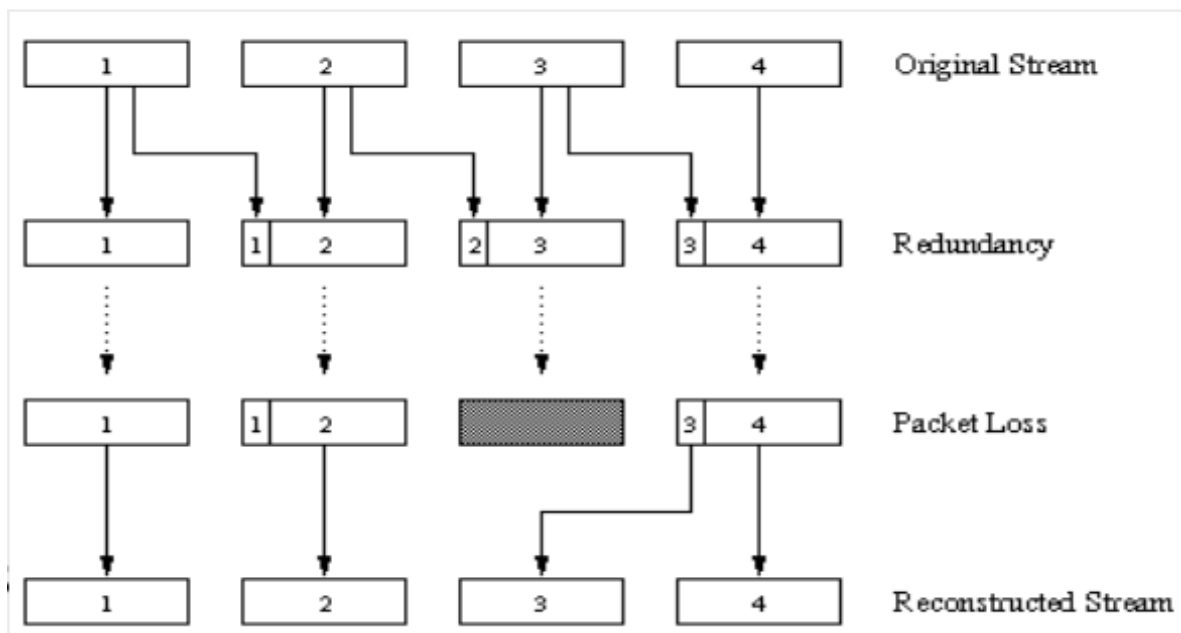 1 2 3 4 Original Stream
1 1 2 2 3 3 4 Redundancy
1 1 2 3 4 Packet Loss
1 2 3 4 Reconstructed Stream